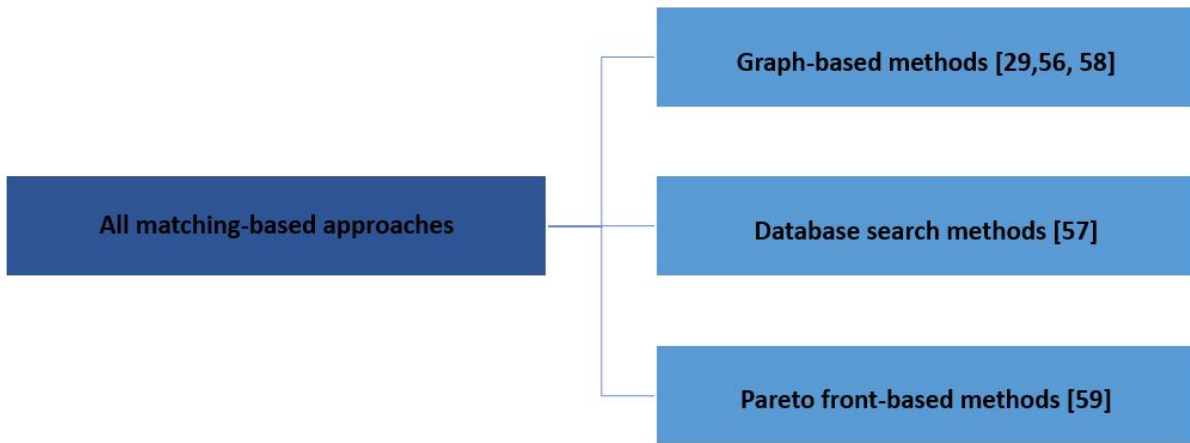 Graph-based methods [29,56, 58]
All matching-based approaches
Database search methods [57]
Pareto front-based methods [59]